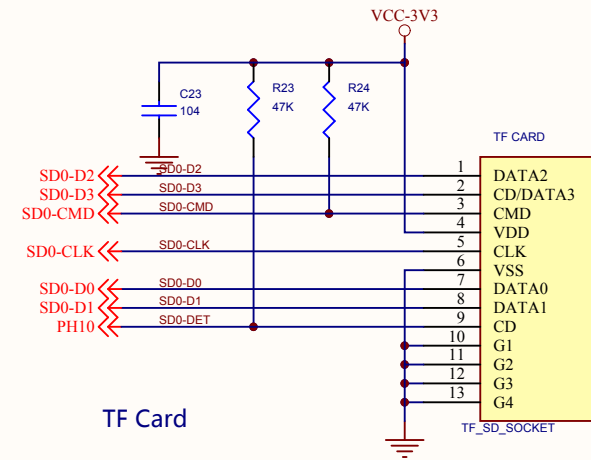 VCC-3V3
C23
104
R23
47K
R24
47K
TF CARD
SD0-D2 SD0-D2 1 DATA2
SD0-D3 SD0-D3 2 CD/DATA3
SD0-CMD SD0-CMD 3 CMD
4 VDD
SD0-CLK SD0-CLK 5 CLK
6 VSS
SD0-D0 SD0-D0 7 DATA0
SD0-D1 SD0-D1 8 DATA1
PH10 SD0-DET 9 CD
10 G1
11 G2
12 G3
13 G4
TF Card
TF_SD_SOCKET